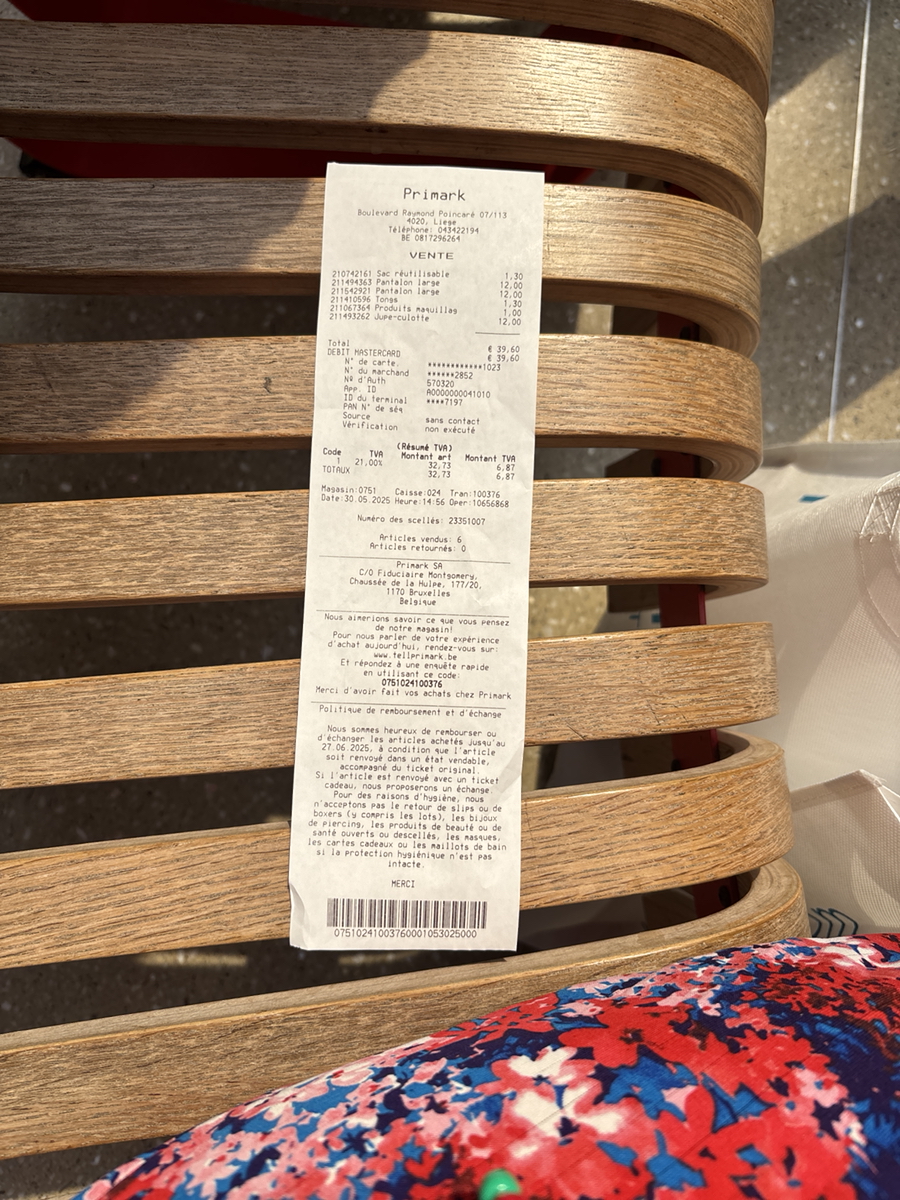 Primark
Boulevard Raymond Poincaré 07/113
4020, Liege
Téléphone: 043422194
BE 0817296264
VENTE
210742161 Sac réutilisable 1,30
211494363 Pantalon large 12,00
211542921 Pantalon large 12,00
211410596 Tongs 1,30
211067364 Produits maquillag 1,00
211493262 Jupe-culotte 12,00
Total € 39,60
DEBIT MASTERCARD € 39,60
N° de carte. ************1023
N° du marchand ******2852
Nº d'Auth 570320
App. ID A0000000041010
ID du terminal ****7197
PAN N° de séq
Source sans contact
Vérification non exécuté
(Résumé TVA)
Code TVA Montant art Montant TVA
1 21,00% 32,73 6,87
TOTAUX 32,73 6,87
Magasin:0751 Caisse:024 Tran:100376
Date:30.05.2025 Heure:14:56 Oper:10656868
Numéro des scellés: 23351007
Articles vendus: 6
Articles retournés: 0
Primark SA
C/O Fiduciaire Montgomery,
Chaussée de la Hulpe, 177/20,
1170 Bruxelles
Belgique
Nous aimerions savoir ce que vous pensez
de notre magasin!
Pour nous parler de votre expérience
d'achat aujourd'hui, rendez-vous sur:
www.tellprimark.be
Et répondez à une enquête rapide
en utilisant ce code:
0751024100376
Merci d'avoir fait vos achats chez Primark
Politique de remboursement et d'échange
Nous sommes heureux de rembourser ou
d'échanger les articles achetés jusqu'au
27.06.2025, à condition que l'article
soit renvoyé dans un état vendable,
accompagné du ticket original.
Si l'article est renvoyé avec un ticket
cadeau, nous proposerons un échange.
Pour des raisons d'hygiène, nous
n'acceptons pas le retour de slips ou de
boxers (y compris les lots), les bijoux
de piercing, les produits de beauté ou de
santé ouverts ou descellés, les masques,
les cartes cadeaux ou les maillots de bain
si la protection hygiénique n'est pas
intacte.
MERCI
07510241003760001053025000